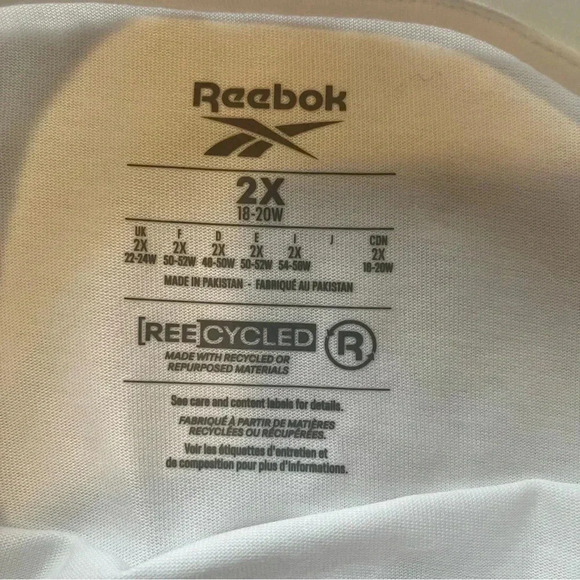 Reebok
2X
18-20W
UK F D E I J CDN
2X 2X 2X 2X 2X 2X
22-24W 50-52W 48-50W 50-52W 54-56W 18-20W
MADE IN PAKISTAN - FABRIQUÉ AU PAKISTAN
[REE]CYCLED R
MADE WITH RECYCLED OR
REPURPOSED MATERIALS
See care and content labels for details.
FABRIQUÉ À PARTIR DE MATIÈRES
RECYCLÉES OU RÉCUPÉRÉES.
Voir les étiquettes d'entretien et
de composition pour plus d'informations.